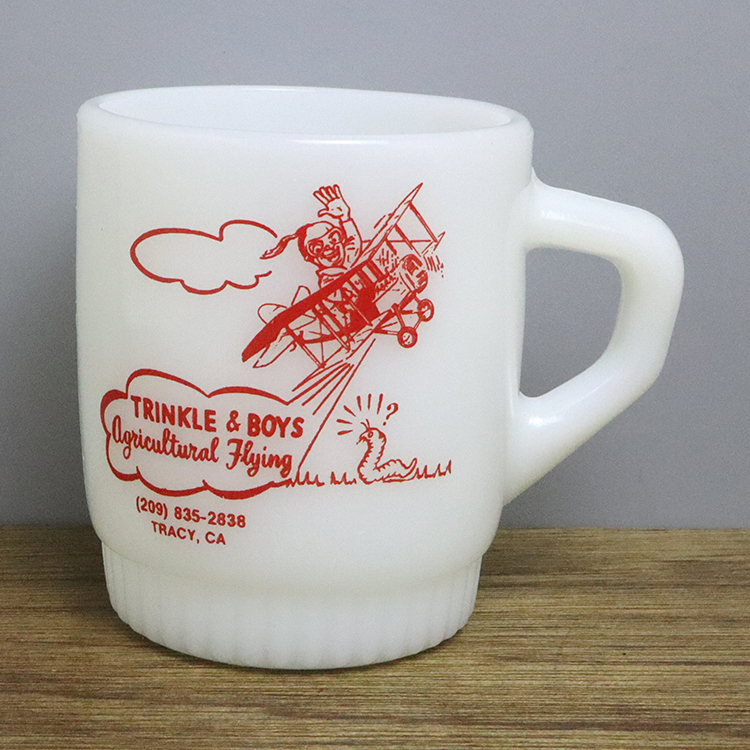 ?
TRINKLE & BOYS
Agricultural Flying
(209) 835-2838
TRACY, CA